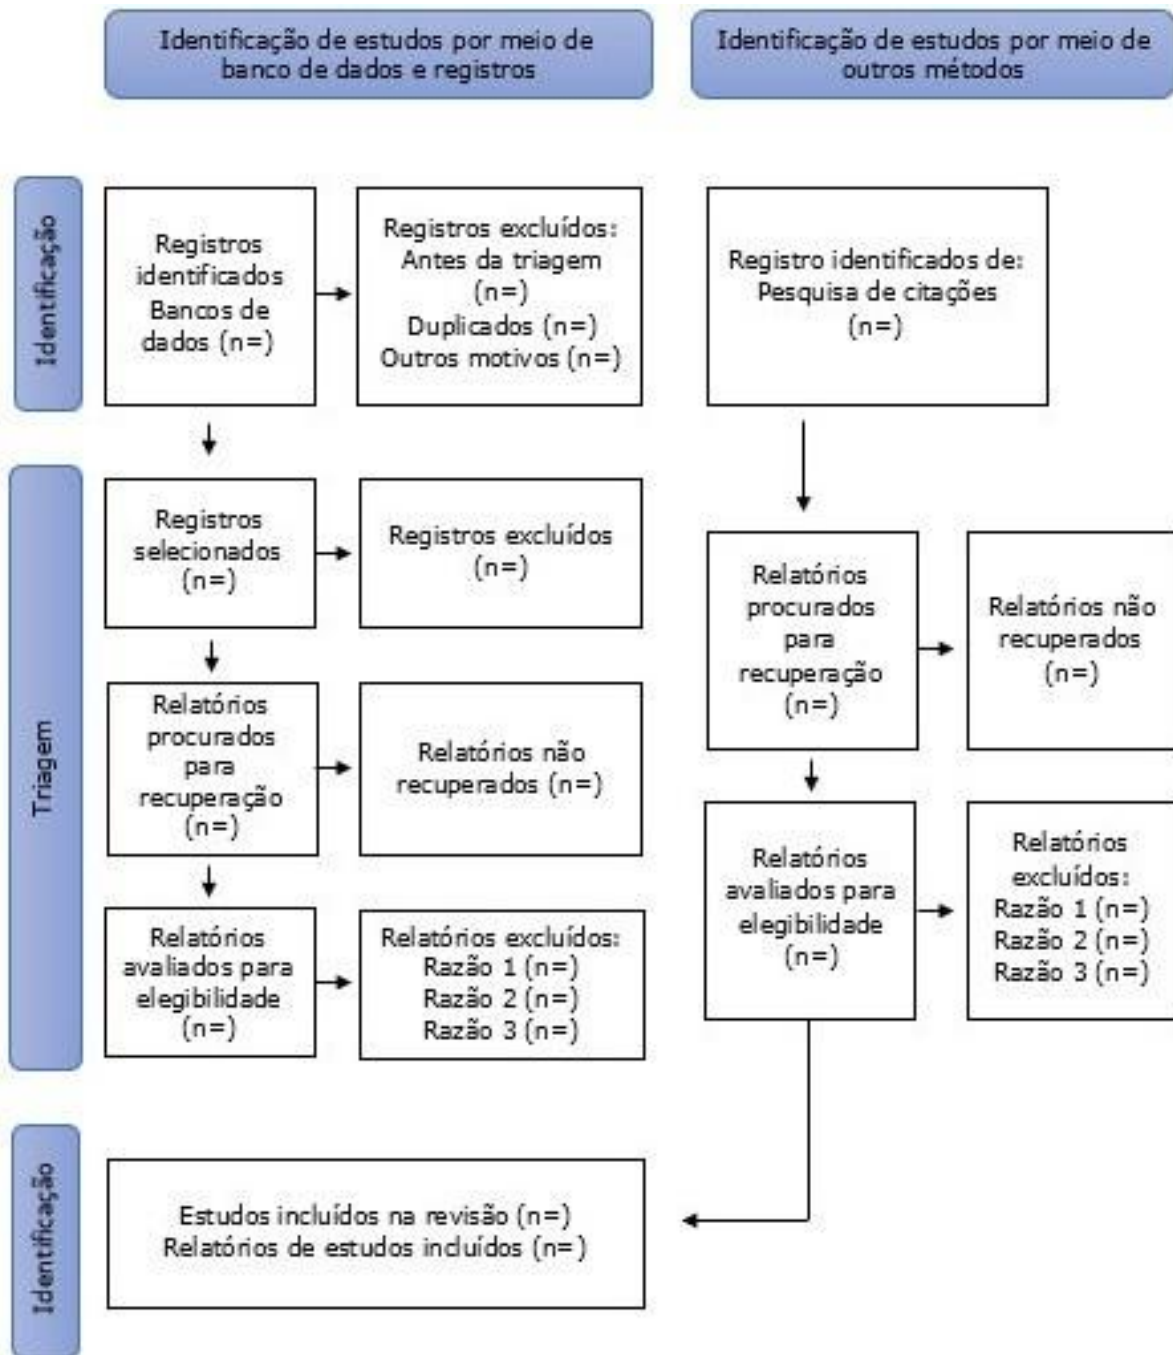 Identificação de estudos por meio de
banco de dados e registros
Identificação de estudos por meio de
outros métodos
Identificação
Registros
identificados
Bancos de
dados (n=)
Registros excluídos:
Antes da triagem
(n=)
Duplicados (n=)
Outros motivos (n=)
Registro identificados de:
Pesquisa de citações
(n=)
Triagem
Registros
selecionados
(n=)
Registros excluídos
(n=)
Relatórios
procurados
para
recuperação
(n=)
Relatórios não
recuperados (n=)
Relatórios
avaliados para
elegibilidade
(n=)
Relatórios excluídos:
Razão 1 (n=)
Razão 2 (n=)
Razão 3 (n=)
Relatórios
procurados
para
recuperação
(n=)
Relatórios não
recuperados
(n=)
Relatórios
avaliados para
elegibilidade
(n=)
Relatórios
excluídos:
Razão 1 (n=)
Razão 2 (n=)
Razão 3 (n=)
Identificação
Estudos incluídos na revisão (n=)
Relatórios de estudos incluídos (n=)